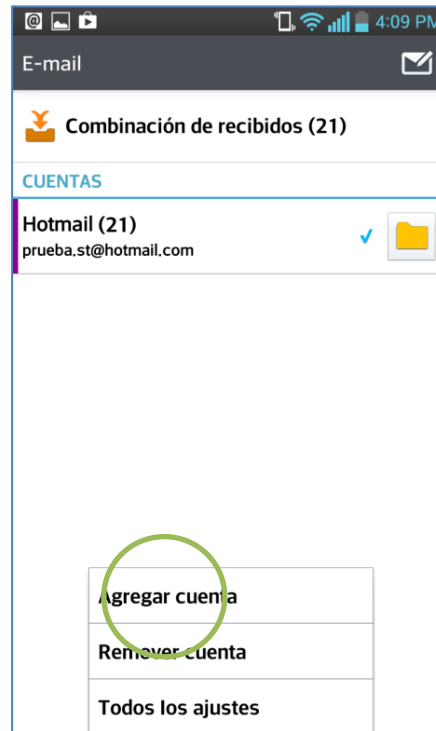 4:09 PM
E-mail
Combinación de recibidos (21)
CUENTAS
Hotmail (21)
prueba.st@hotmail.com
Agregar cuenta
Remover cuenta
Todos los ajustes